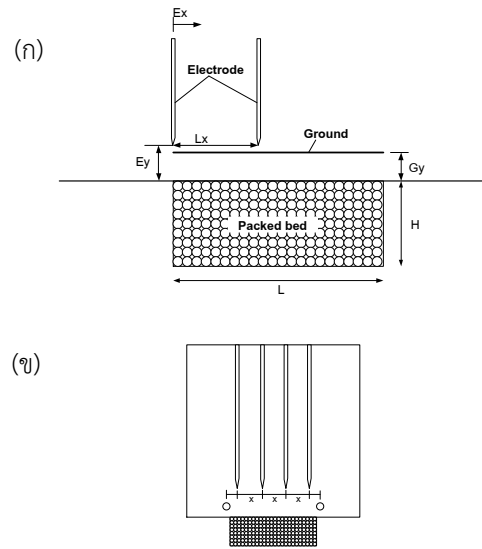 (ก)
Ex
Electrode
Lx
Ground
Ey
Gy
Packed bed
H
L
(ข)
x x x